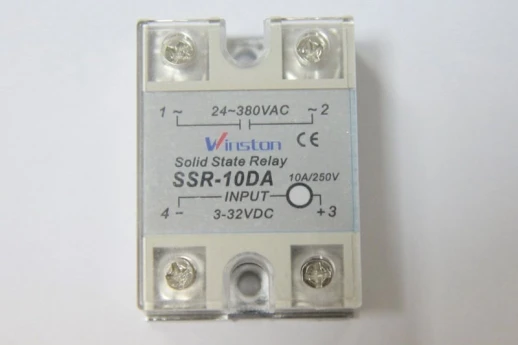 1 ~ 24~380VAC ~ 2
Winston CE
Solid State Relay
SSR-10DA 10A/250V
INPUT
4 - 3-32VDC +3